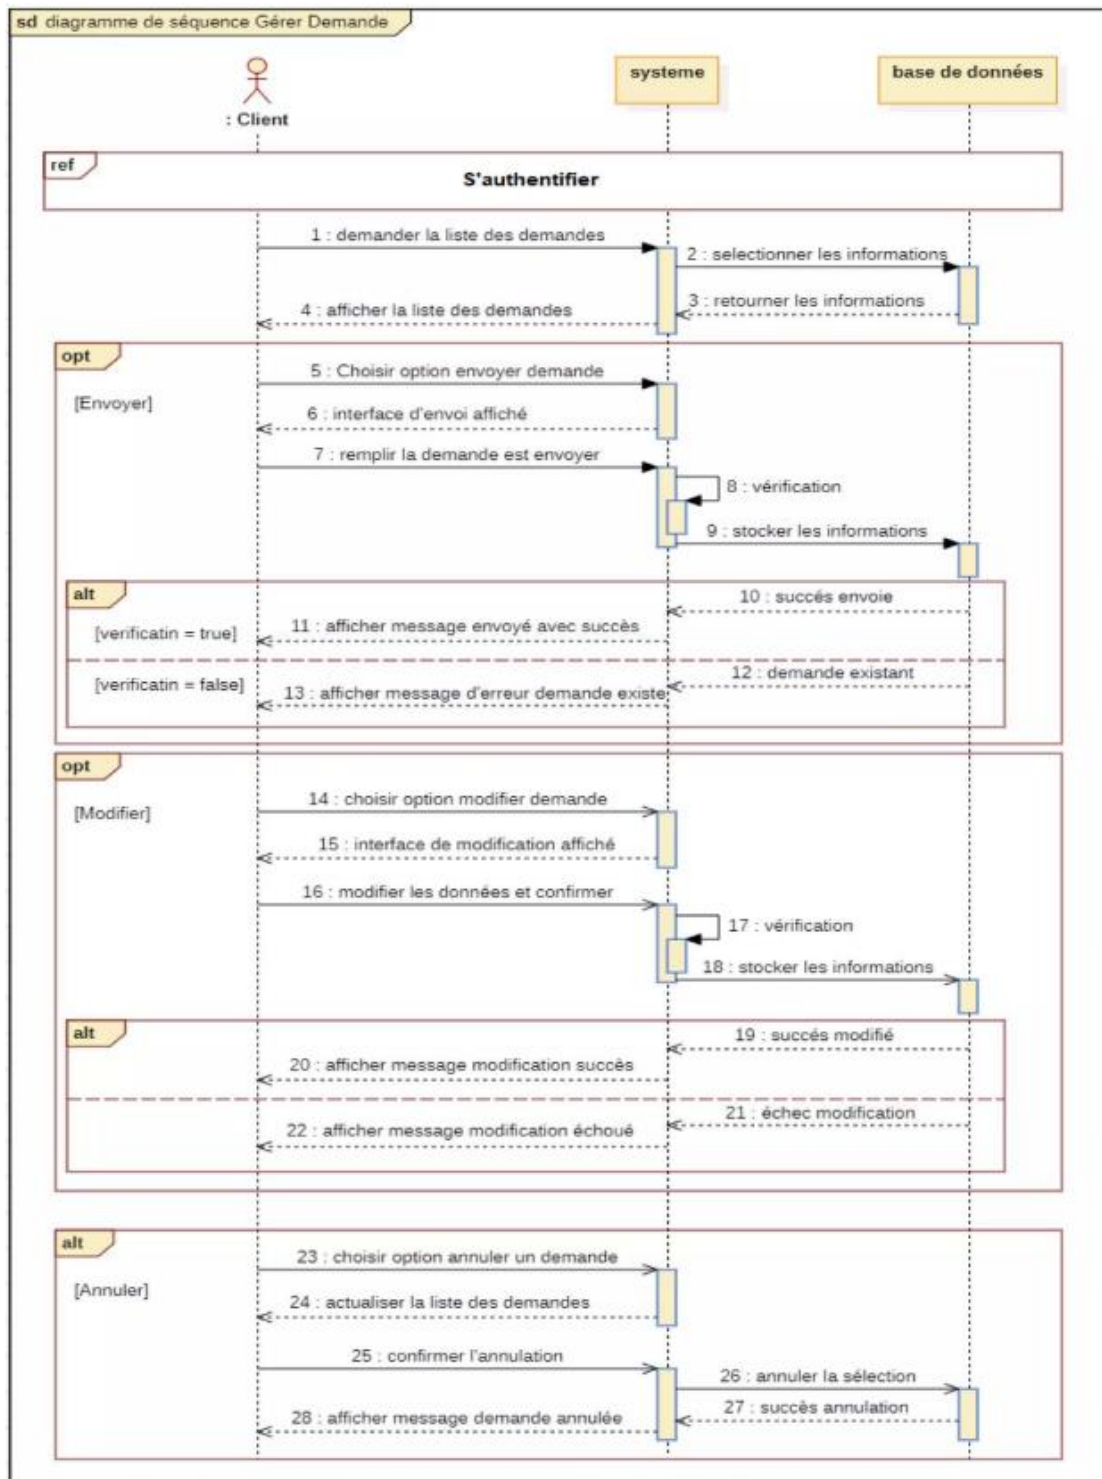 sd diagramme de séquence Gérer Demande
: Client
systeme
base de données
ref
S'authentifier
1 : demander la liste des demandes
2 : selectionner les informations
3 : retourner les informations
4 : afficher la liste des demandes
opt
[Envoyer]
5 : Choisir option envoyer demande
6 : interface d'envoi affiché
7 : remplir la demande est envoyer
8 : vérification
9 : stocker les informations
alt
[verificatin = true]
10 : succés envoie
11 : afficher message envoyé avec succès
[verificatin = false]
12 : demande existant
13 : afficher message d'erreur demande existe
opt
[Modifier]
14 : choisir option modifier demande
15 : interface de modification affiché
16 : modifier les données et confirmer
17 : vérification
18 : stocker les informations
alt
19 : succés modifié
20 : afficher message modification succès
21 : échec modification
22 : afficher message modification échoué
alt
[Annuler]
23 : choisir option annuler un demande
24 : actualiser la liste des demandes
25 : confirmer l'annulation
26 : annuler la sélection
27 : succès annulation
28 : afficher message demande annulée